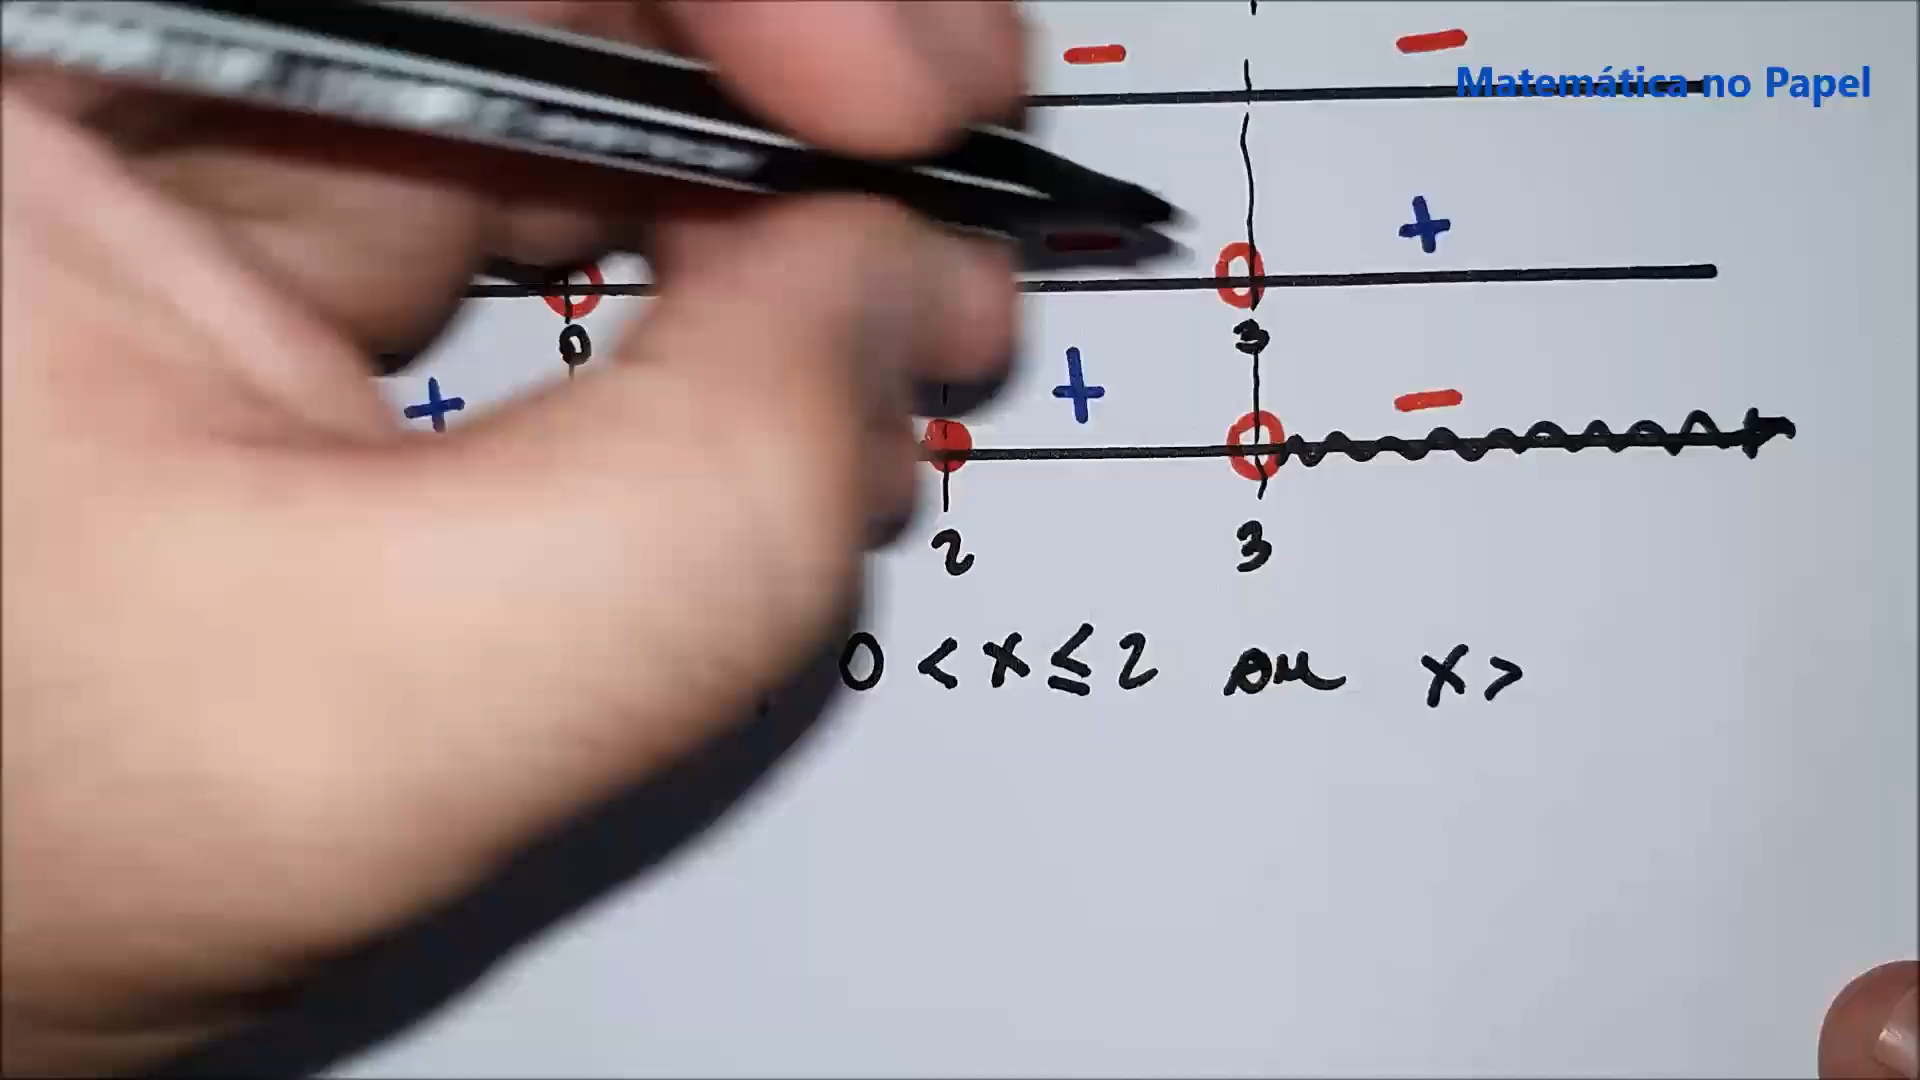 − −
Matemática no Papel
+
0 3
+ + −
2 3
0 < x ≤ 2 ou x >